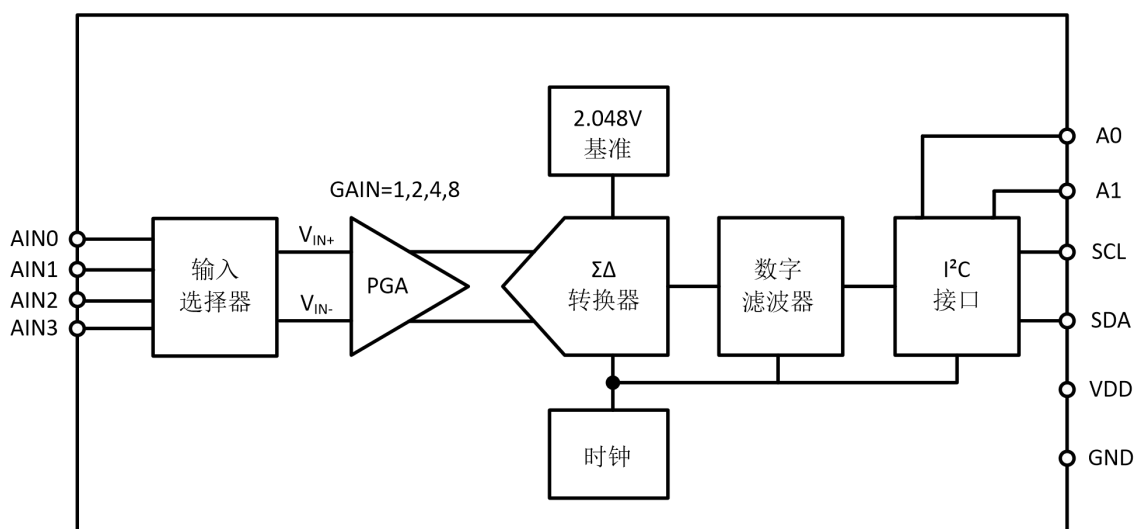 2.048V
基准
A0
GAIN=1,2,4,8
A1
AIN0
AIN1
AIN2
AIN3
输入
选择器
VIN+
VIN-
PGA
ΣΔ
转换器
数字
滤波器
I²C
接口
SCL
SDA
VDD
时钟
GND